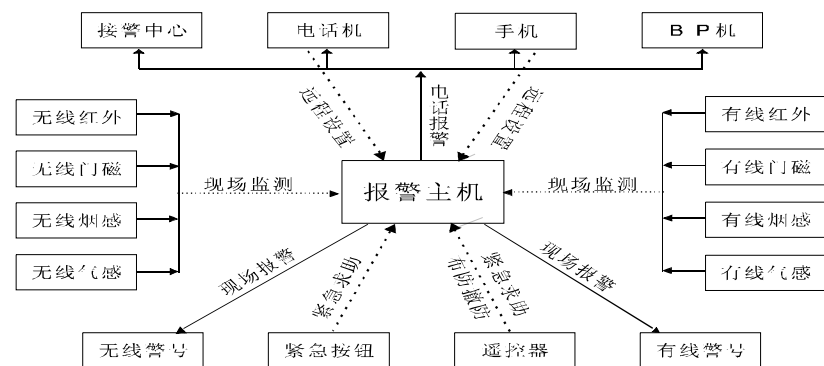 接警中心
电话机
手机
BP机
远程设置
电话报警
远程设置
无线红外
有线红外
无线门磁
有线门磁
现场监测
报警主机
现场监测
无线烟感
有线烟感
无线气感
有线气感
现场报警
紧急求助
紧急求助
布防撤防
现场报警
无线警号
紧急按钮
遥控器
有线警号